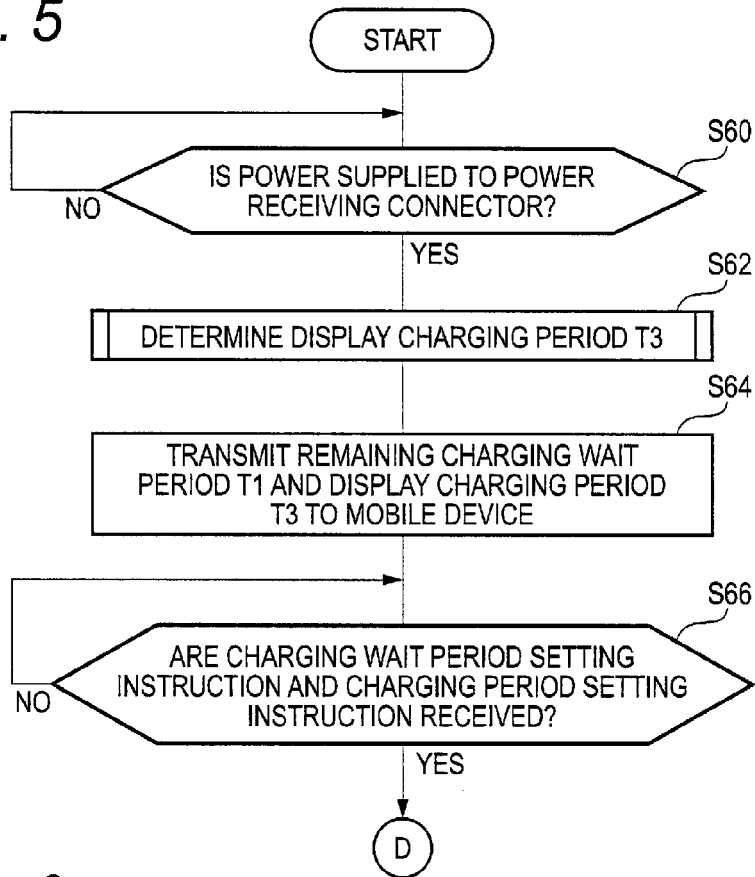 . 5
START
S60
IS POWER SUPPLIED TO POWER
RECEIVING CONNECTOR?
NO
YES
S62
DETERMINE DISPLAY CHARGING PERIOD T3
S64
TRANSMIT REMAINING CHARGING WAIT
PERIOD T1 AND DISPLAY CHARGING PERIOD
T3 TO MOBILE DEVICE
S66
ARE CHARGING WAIT PERIOD SETTING
INSTRUCTION AND CHARGING PERIOD SETTING
INSTRUCTION RECEIVED?
NO
YES
D